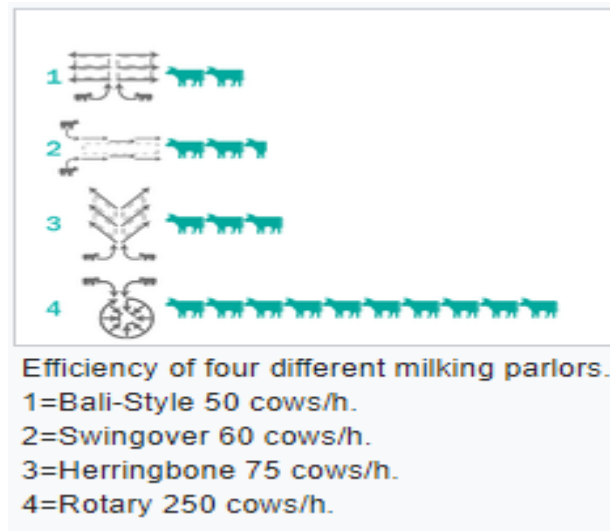 1
2
3
4
Efficiency of four different milking parlors.
1=Bali-Style 50 cows/h.
2=Swingover 60 cows/h.
3=Herringbone 75 cows/h.
4=Rotary 250 cows/h.